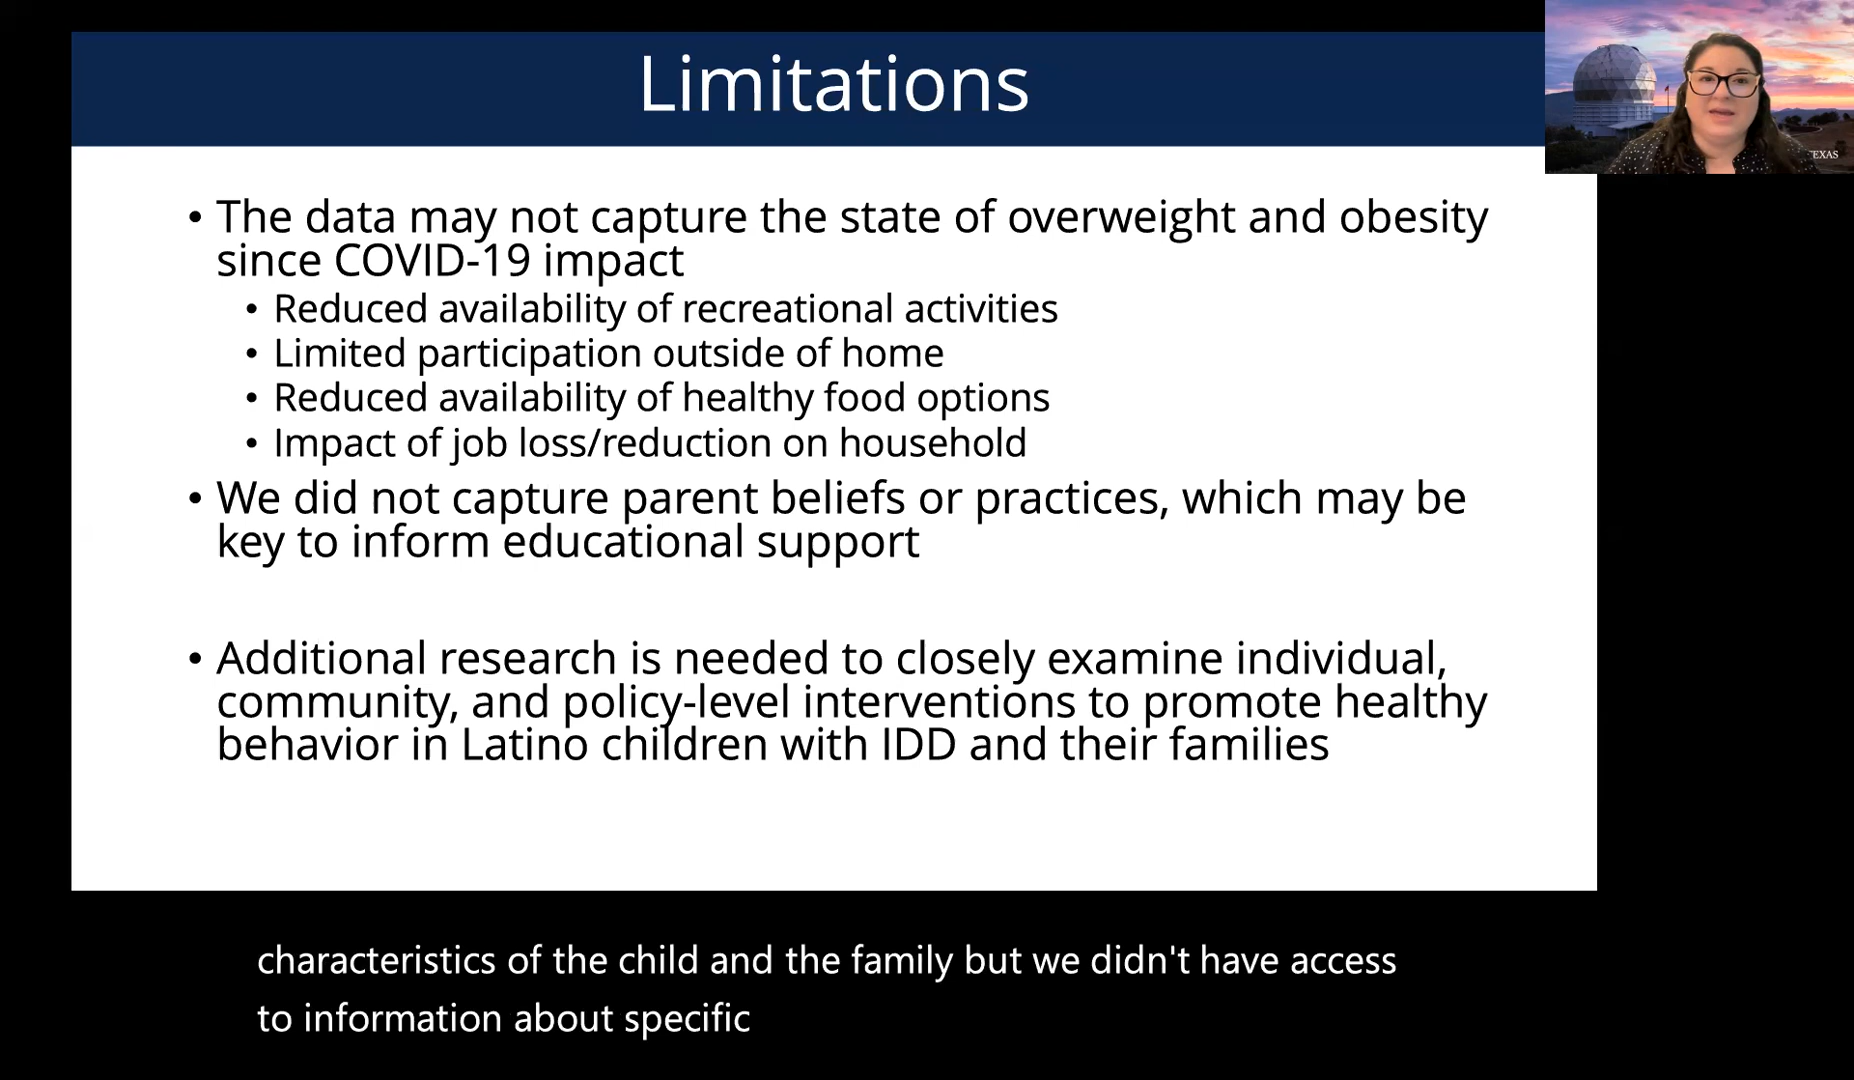 Limitations
EXAS
• The data may not capture the state of overweight and obesity
since COVID-19 impact
• Reduced availability of recreational activities
• Limited participation outside of home
• Reduced availability of healthy food options
• Impact of job loss/reduction on household
• We did not capture parent beliefs or practices, which may be
key to inform educational support
• Additional research is needed to closely examine individual,
community, and policy-level interventions to promote healthy
behavior in Latino children with IDD and their families
characteristics of the child and the family but we didn't have access
to information about specific